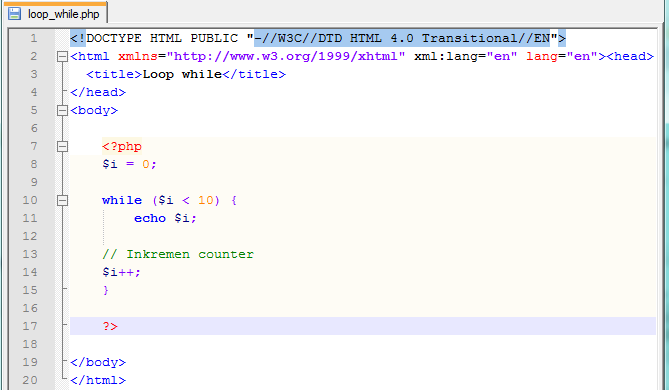 loop_while.php
1 <!DOCTYPE HTML PUBLIC "-//W3C//DTD HTML 4.0 Transitional//EN">
2 <html xmlns="http://www.w3.org/1999/xhtml" xml:lang="en" lang="en"><head>
3 <title>Loop while</title>
4 </head>
5 <body>
6
7 <?php
8 $i = 0;
9
10 while ($i < 10) {
11 echo $i;
12
13 // Inkremen counter
14 $i++;
15 }
16
17 ?>
18
19 </body>
20 </html>